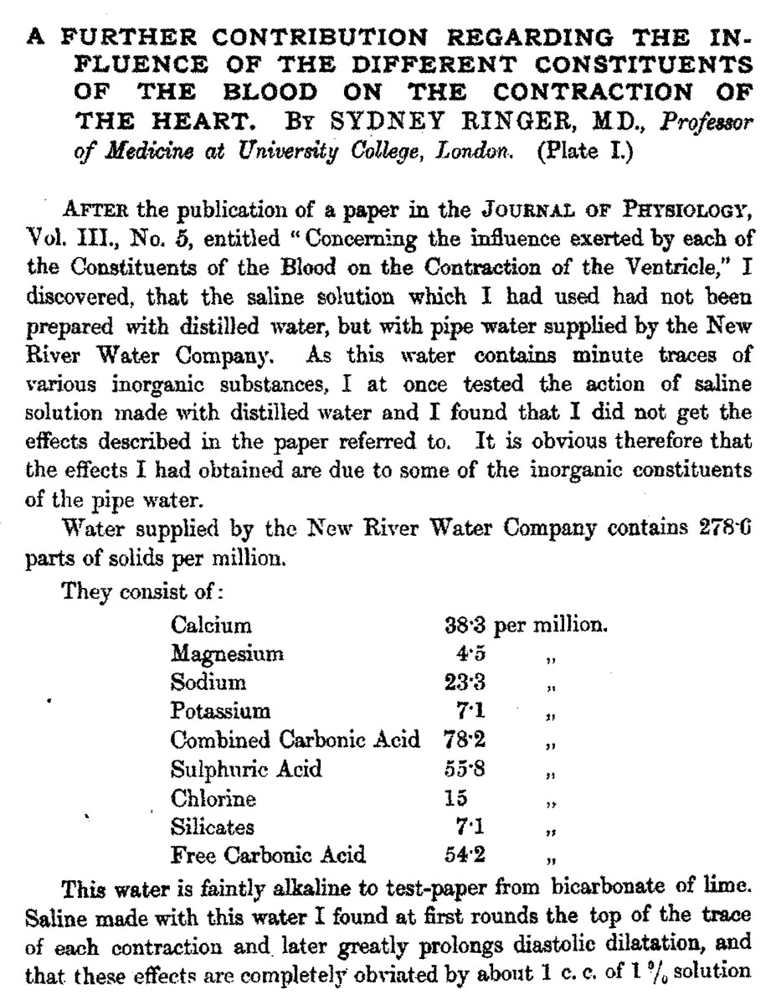 A FURTHER CONTRIBUTION REGARDING THE IN-
FLUENCE OF THE DIFFERENT CONSTITUENTS
OF THE BLOOD ON THE CONTRACTION OF
THE HEART. By SYDNEY RINGER, MD., Professor
of Medicine at University College, London. (Plate I.)
AFTER the publication of a paper in the JOURNAL OF PHYSIOLOGY,
Vol. III., No. 5, entitled “Concerning the influence exerted by each of
the Constituents of the Blood on the Contraction of the Ventricle,” I
discovered, that the saline solution which I had used had not been
prepared with distilled water, but with pipe water supplied by the New
River Water Company. As this water contains minute traces of
various inorganic substances, I at once tested the action of saline
solution made with distilled water and I found that I did not get the
effects described in the paper referred to. It is obvious therefore that
the effects I had obtained are due to some of the inorganic constituents
of the pipe water.
Water supplied by the New River Water Company contains 278·6
parts of solids per million.
They consist of:
Calcium 38·3 per million.
Magnesium 4·5 ,,
Sodium 23·3 ,,
Potassium 7·1 ,,
Combined Carbonic Acid 78·2 ,,
Sulphuric Acid 55·8 ,,
Chlorine 15 ,,
Silicates 7·1 ,,
Free Carbonic Acid 54·2 ,,
This water is faintly alkaline to test-paper from bicarbonate of lime.
Saline made with this water I found at first rounds the top of the trace
of each contraction and later greatly prolongs diastolic dilatation, and
that these effects are completely obviated by about 1 c. c. of 1 % solution